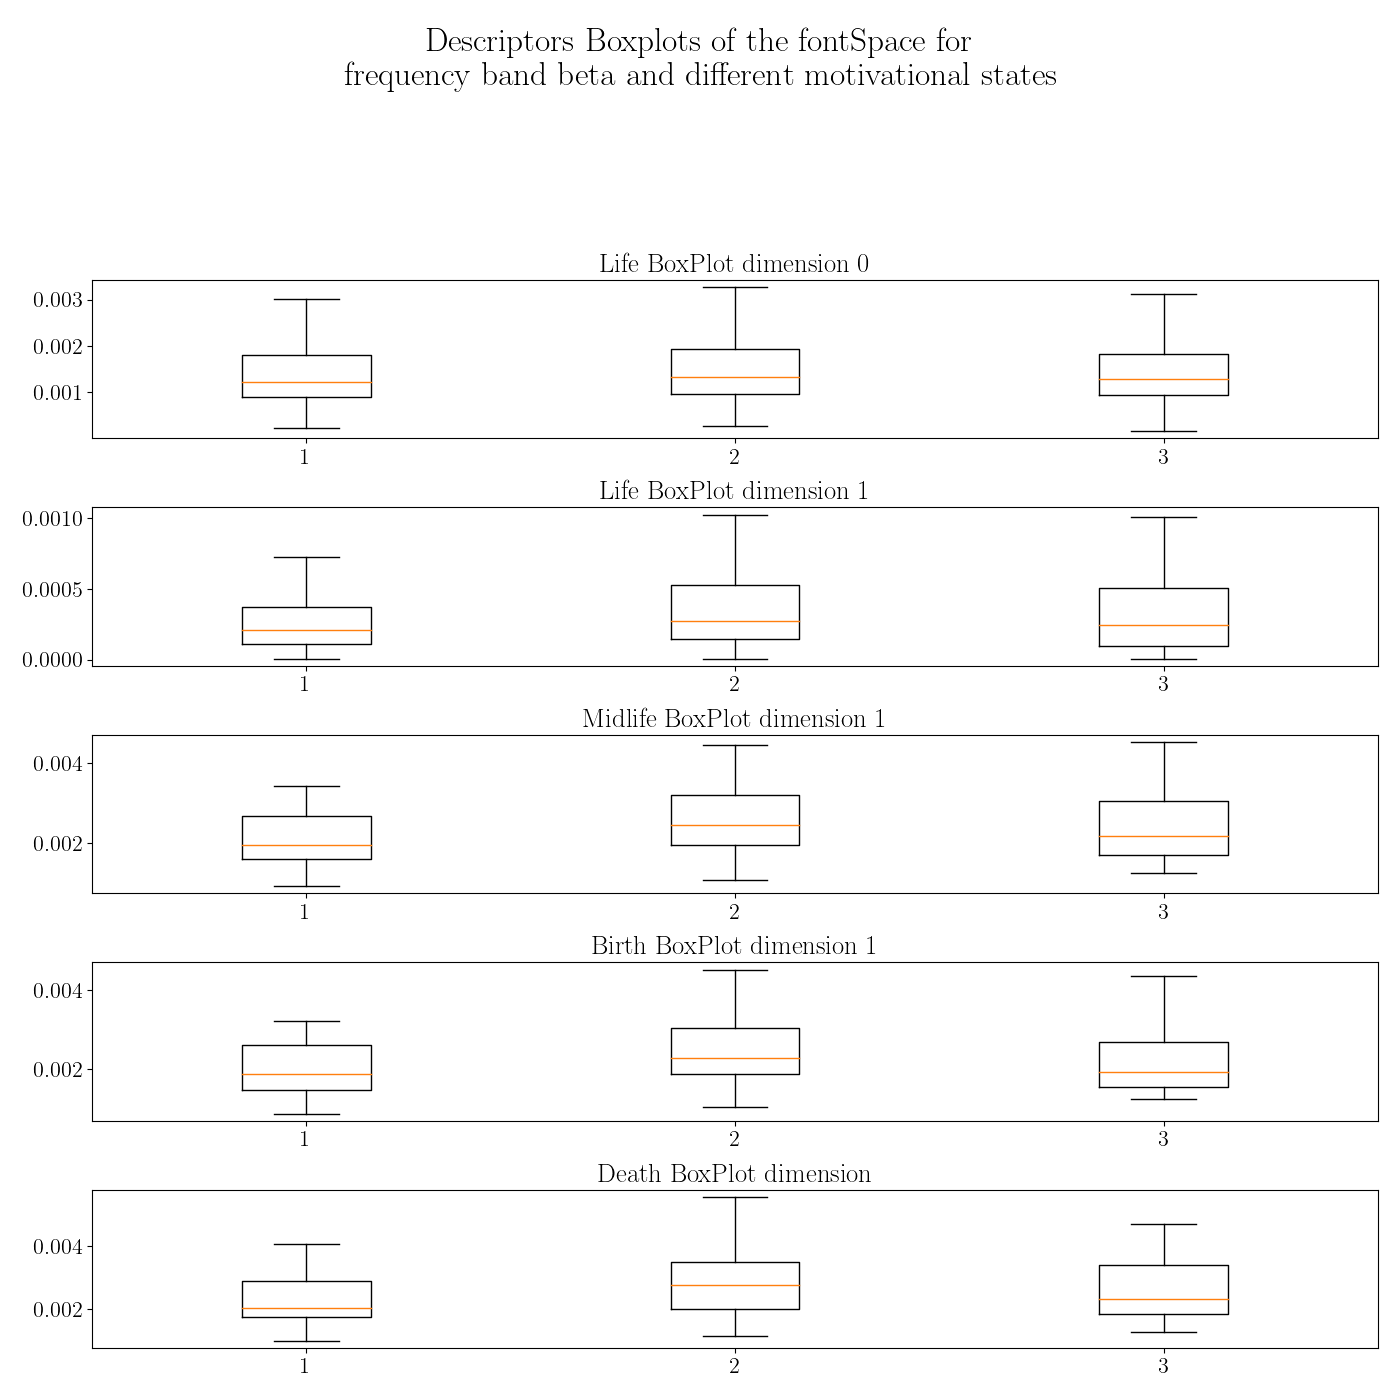 Descriptors Boxplots of the fontSpace for
frequency band beta and different motivational states
Life BoxPlot dimension 0
0.003
0.002
0.001
1 2 3
Life BoxPlot dimension 1
0.0010
0.0005
0.0000
1 2 3
Midlife BoxPlot dimension 1
0.004
0.002
1 2 3
Birth BoxPlot dimension 1
0.004
0.002
1 2 3
Death BoxPlot dimension
0.004
0.002
1 2 3